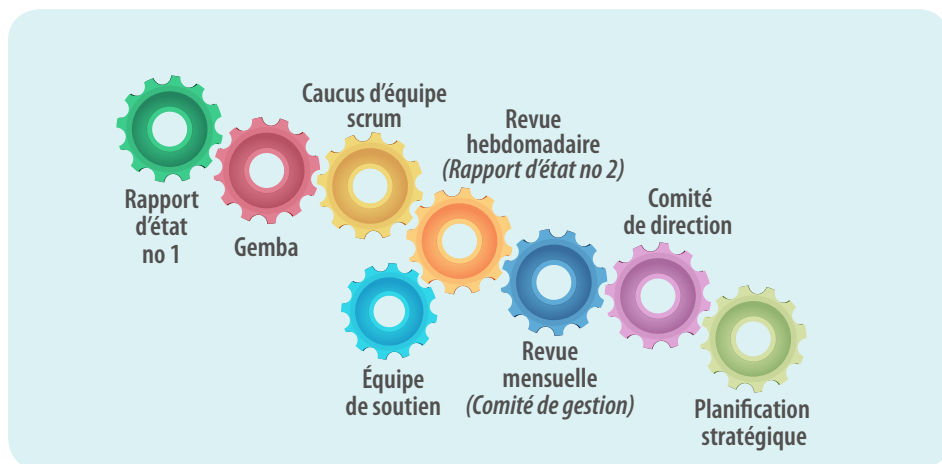 Caucus d’équipe
scrum
Revue
hebdomadaire
(Rapport d’état no 2)
Rapport
d’état
no 1
Gemba
Comité
de direction
Équipe
de soutien
Revue
mensuelle
(Comité de gestion)
Planification
stratégique